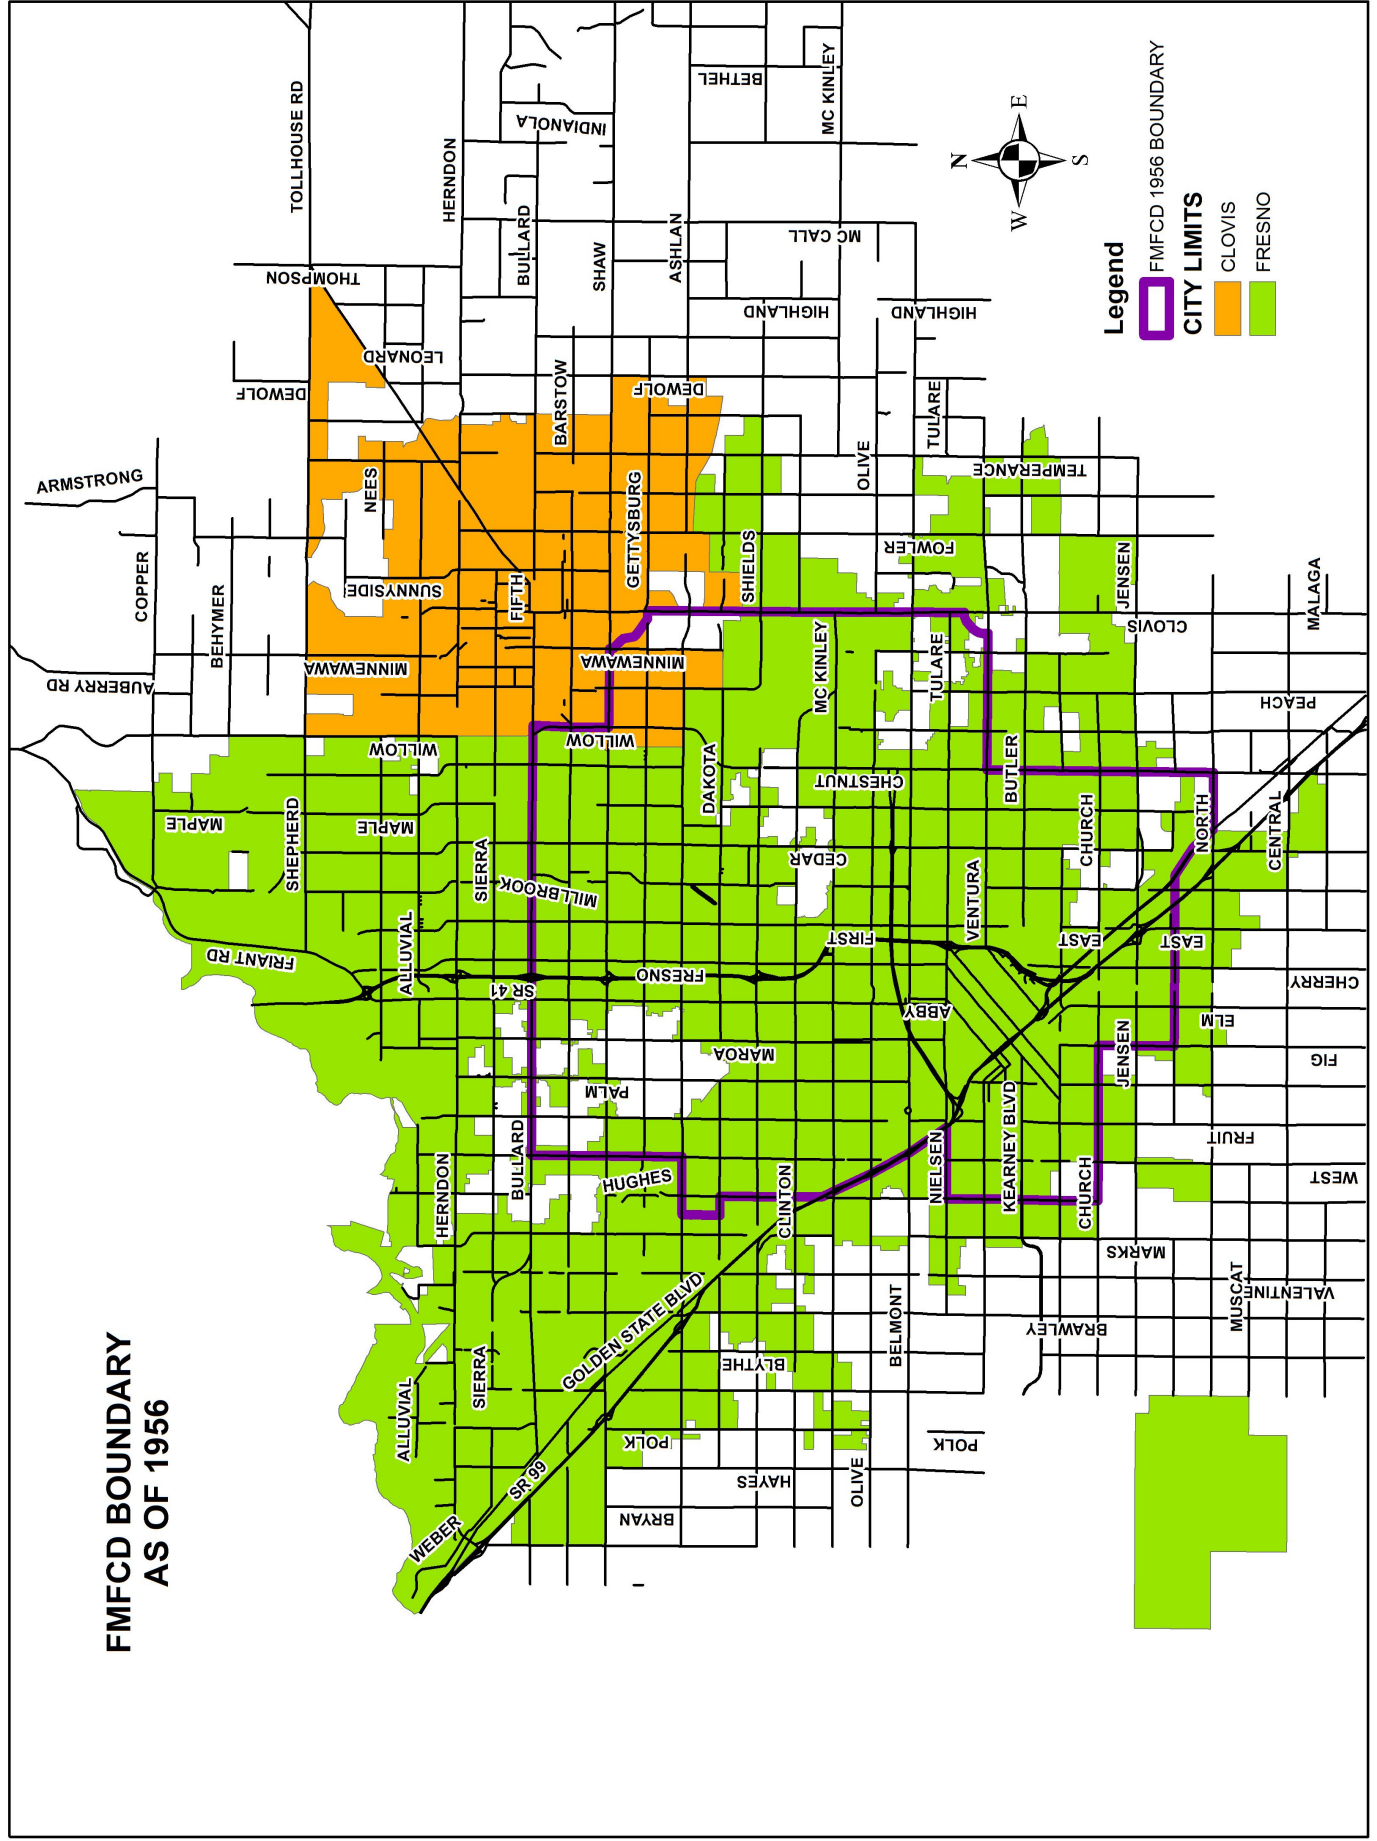 FMFCD BOUNDARY
AS OF 1956
TOLLHOUSE RD
HERNDON
THOMPSON
BULLARD
INDIANOLA
SHAW
ASHLAN
BETHEL
MC KINLEY
MC CALL
HIGHLAND
HIGHLAND
LEONARD
DEWOLF
DEWOLF
BARSTOW
TULARE
OLIVE
TEMPERANCE
ARMSTRONG
NEES
GETTYSBURG
COPPER
BEHYMER
SUNNYSIDE
FIFTH
SHIELDS
FOWLER
JENSEN
MALAGA
CLOVIS
AUBERRY RD
MINNEWAWA
MINNEWAWA
MC KINLEY
TULARE
PEACH
WILLOW
WILLOW
DAKOTA
CHESTNUT
BUTLER
MAPLE
SHEPHERD
MAPLE
SIERRA
MILLBROOK
CEDAR
CHURCH
NORTH
CENTRAL
FRIANT RD
ALLUVIAL
SR 41
FRESNO
FIRST
VENTURA
EAST
EAST
CHERRY
ABBY
ELM
MAROA
JENSEN
FIG
PALM
KEARNEY BLVD
FRUIT
HERNDON
BULLARD
HUGHES
CLINTON
NIELSEN
CHURCH
WEST
MARKS
MUSCAT
VALENTINE
GOLDEN STATE BLVD
BELMONT
BRAWLEY
BLYTHE
ALLUVIAL
SIERRA
POLK
POLK
SR 99
HAYES
OLIVE
WEBER
BRYAN
N
E
S
W
Legend
FMFCD 1956 BOUNDARY
CITY LIMITS
CLOVIS
FRESNO